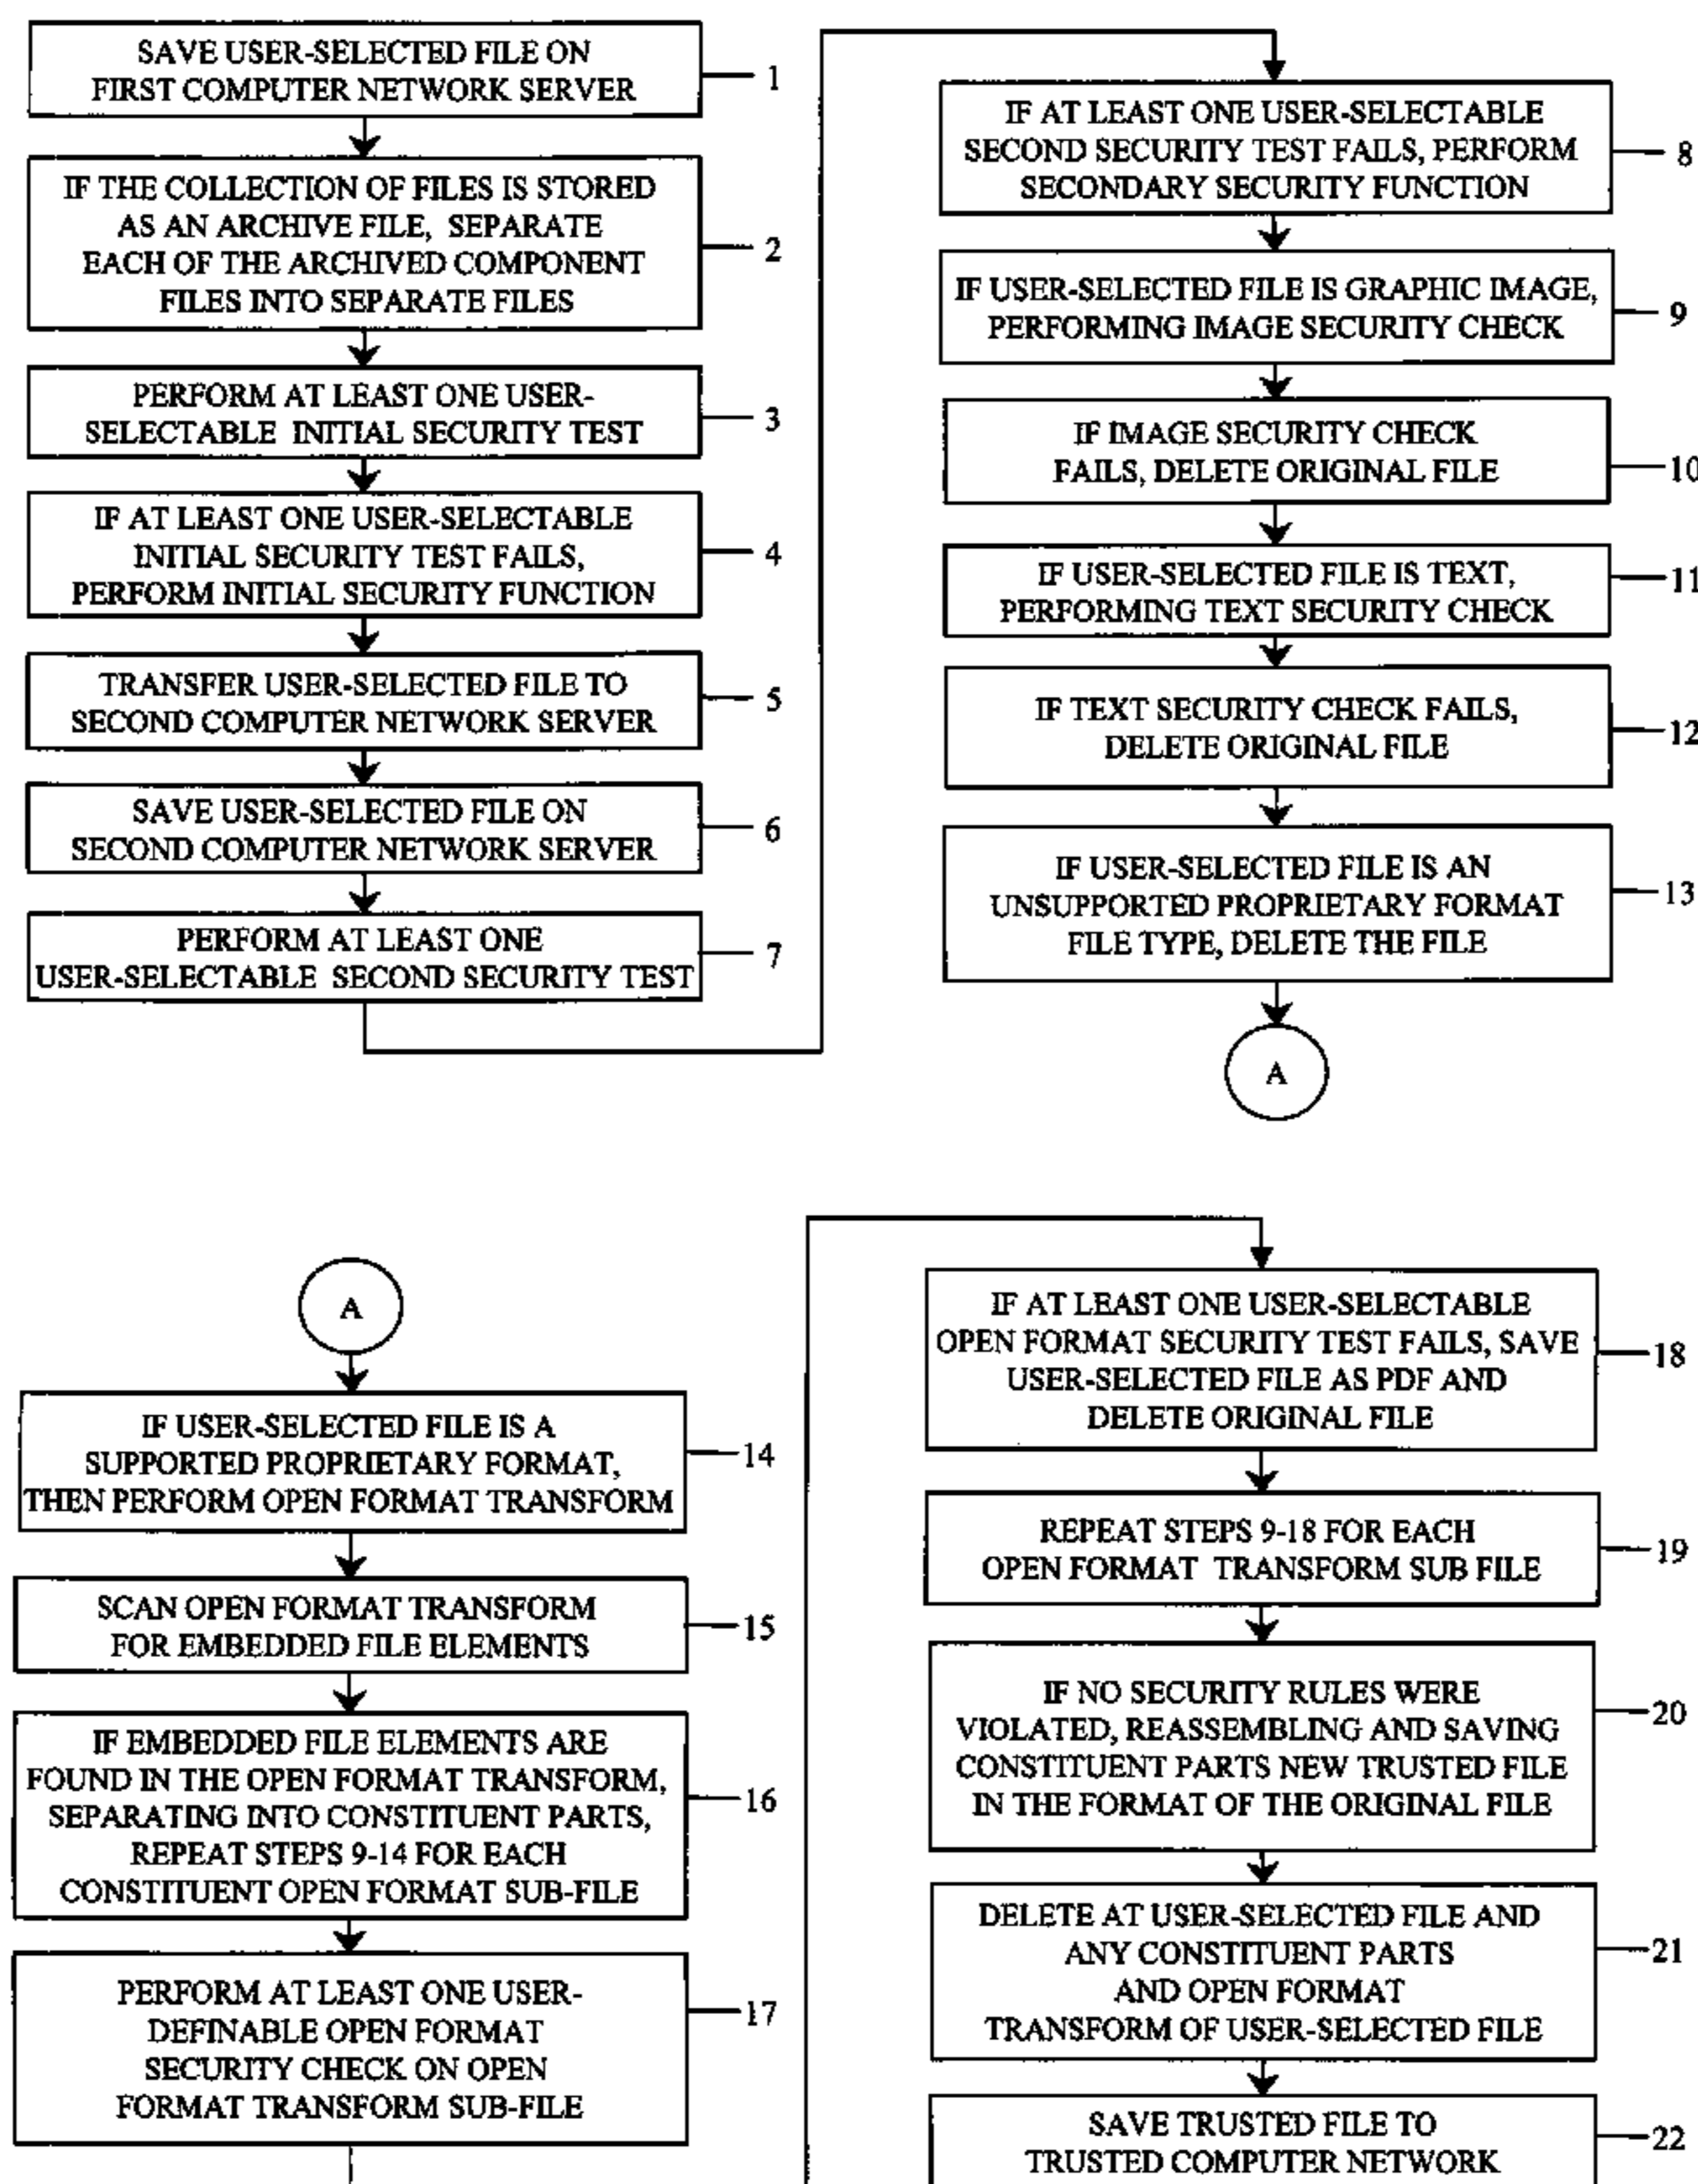 SAVE USER-SELECTED FILE ON
FIRST COMPUTER NETWORK SERVER
1
IF THE COLLECTION OF FILES IS STORED
AS AN ARCHIVE FILE, SEPARATE
EACH OF THE ARCHIVED COMPONENT
FILES INTO SEPARATE FILES
2
PERFORM AT LEAST ONE USER-
SELECTABLE INITIAL SECURITY TEST
3
IF AT LEAST ONE USER-SELECTABLE
INITIAL SECURITY TEST FAILS,
PERFORM INITIAL SECURITY FUNCTION
4
TRANSFER USER-SELECTED FILE TO
SECOND COMPUTER NETWORK SERVER
5
SAVE USER-SELECTED FILE ON
SECOND COMPUTER NETWORK SERVER
6
PERFORM AT LEAST ONE
USER-SELECTABLE SECOND SECURITY TEST
7
IF AT LEAST ONE USER-SELECTABLE
SECOND SECURITY TEST FAILS, PERFORM
SECONDARY SECURITY FUNCTION
8
IF USER-SELECTED FILE IS GRAPHIC IMAGE,
PERFORMING IMAGE SECURITY CHECK
9
IF IMAGE SECURITY CHECK
FAILS, DELETE ORIGINAL FILE
10
IF USER-SELECTED FILE IS TEXT,
PERFORMING TEXT SECURITY CHECK
11
IF TEXT SECURITY CHECK FAILS,
DELETE ORIGINAL FILE
12
IF USER-SELECTED FILE IS AN
UNSUPPORTED PROPRIETARY FORMAT
FILE TYPE, DELETE THE FILE
13
A
A
IF USER-SELECTED FILE IS A
SUPPORTED PROPRIETARY FORMAT,
THEN PERFORM OPEN FORMAT TRANSFORM
14
SCAN OPEN FORMAT TRANSFORM
FOR EMBEDDED FILE ELEMENTS
15
IF EMBEDDED FILE ELEMENTS ARE
FOUND IN THE OPEN FORMAT TRANSFORM,
SEPARATING INTO CONSTITUENT PARTS,
REPEAT STEPS 9-14 FOR EACH
CONSTITUENT OPEN FORMAT SUB-FILE
16
PERFORM AT LEAST ONE USER-
DEFINABLE OPEN FORMAT
SECURITY CHECK ON OPEN
FORMAT TRANSFORM SUB-FILE
17
IF AT LEAST ONE USER-SELECTABLE
OPEN FORMAT SECURITY TEST FAILS, SAVE
USER-SELECTED FILE AS PDF AND
DELETE ORIGINAL FILE
18
REPEAT STEPS 9-18 FOR EACH
OPEN FORMAT TRANSFORM SUB FILE
19
IF NO SECURITY RULES WERE
VIOLATED, REASSEMBLING AND SAVING
CONSTITUENT PARTS NEW TRUSTED FILE
IN THE FORMAT OF THE ORIGINAL FILE
20
DELETE AT USER-SELECTED FILE AND
ANY CONSTITUENT PARTS
AND OPEN FORMAT
TRANSFORM OF USER-SELECTED FILE
21
SAVE TRUSTED FILE TO
TRUSTED COMPUTER NETWORK
22